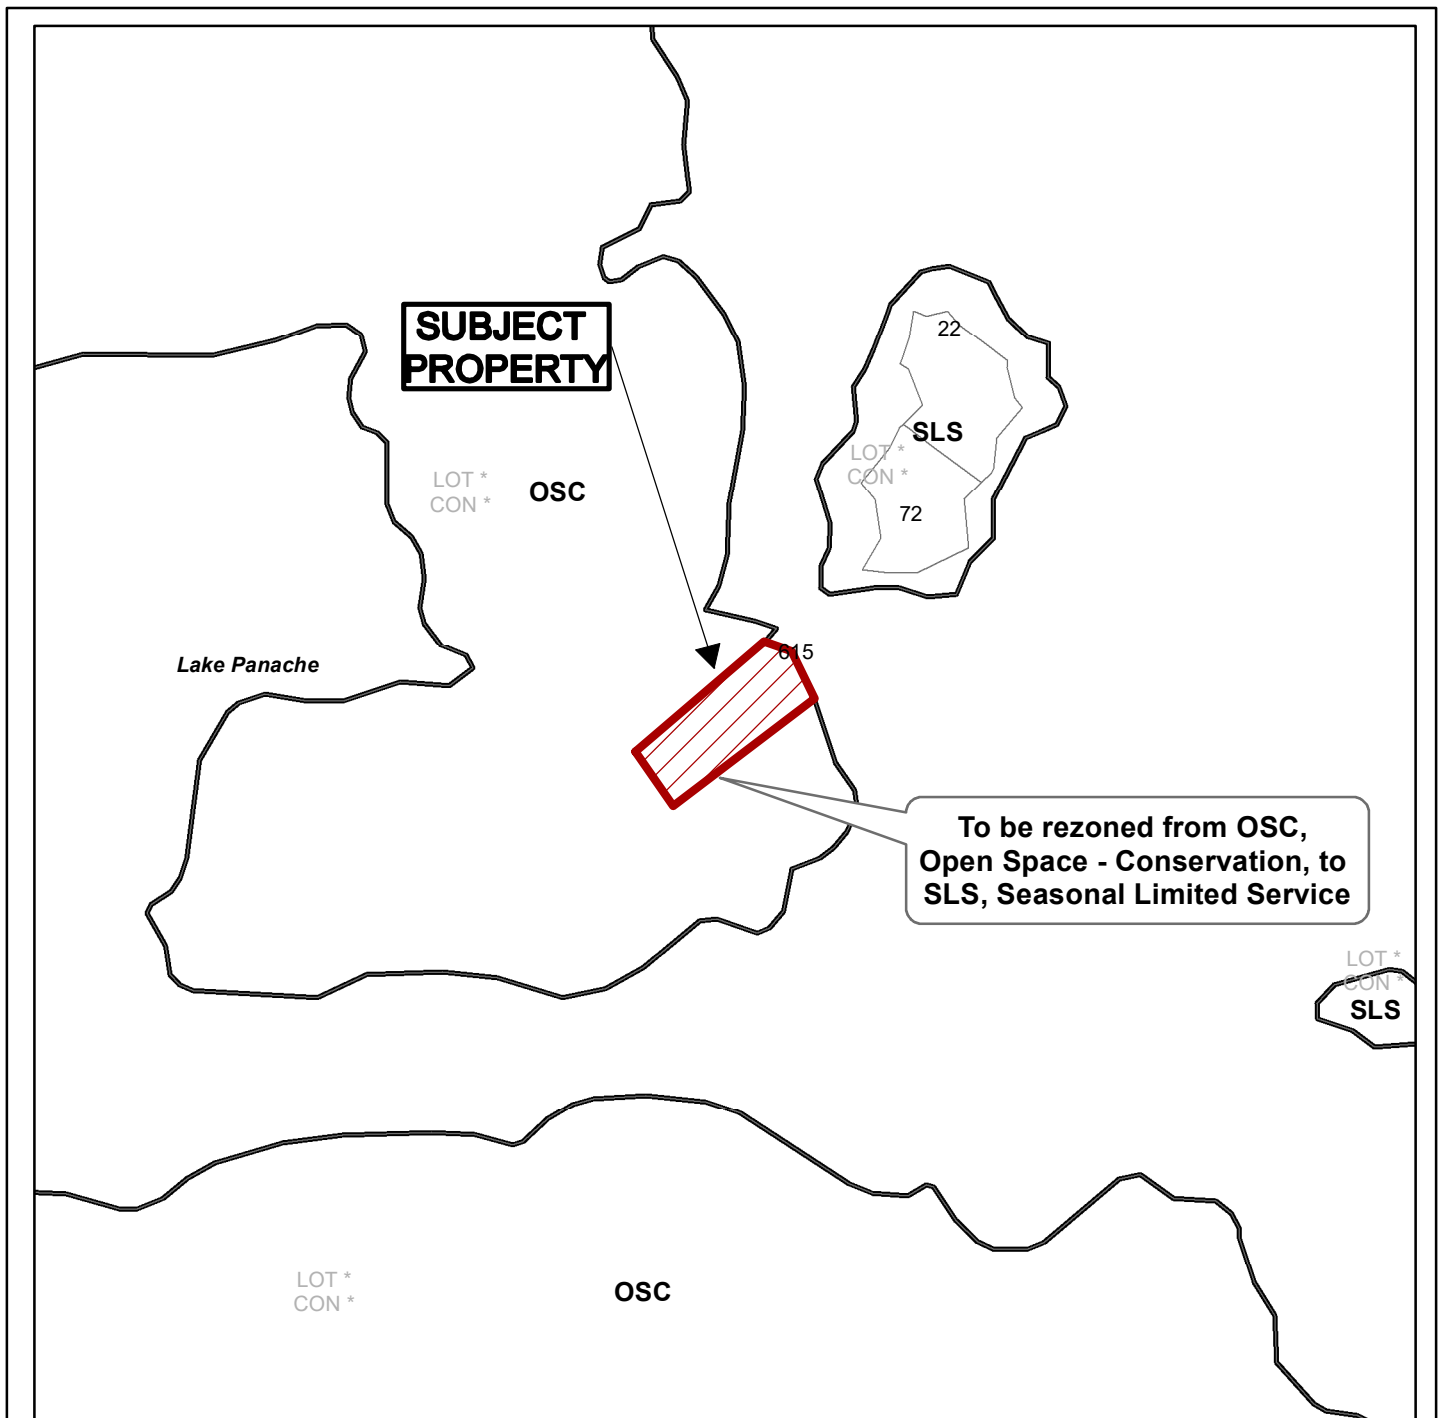 SUBJECT
PROPERTY
22
SLS
LOT *
CON *
72
LOT *
CON *
OSC
615
Lake Panache
To be rezoned from OSC,
Open Space - Conservation, to
SLS, Seasonal Limited Service
LOT *
CON *
SLS
LOT *
CON *
OSC